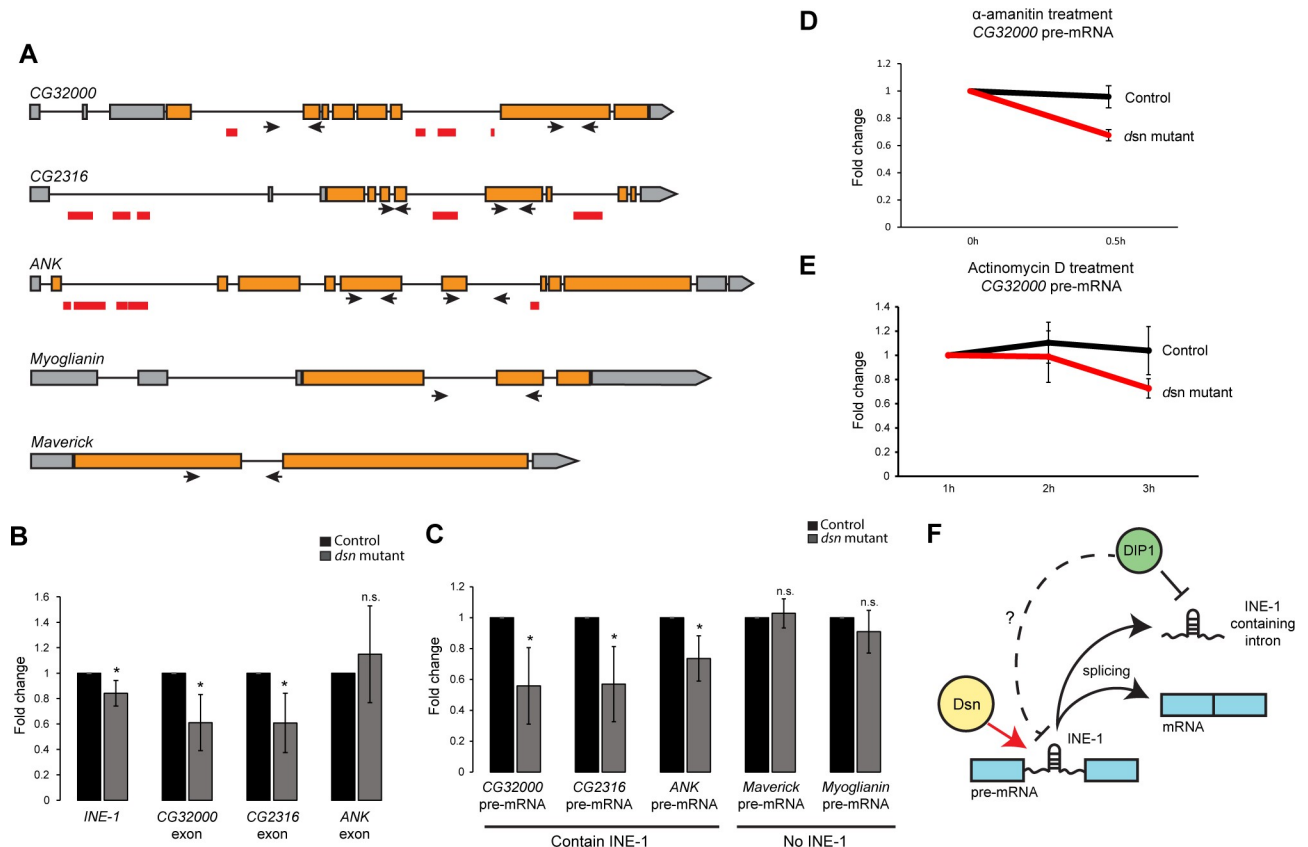 A
CG32000
CG2316
ANK
Myoglianin
Maverick
B
Control
dsn mutant
Fold change
1.6
1.4
1.2
1
0.8
0.6
0.4
0.2
0
*
*
*
n.s.
INE-1
CG32000
exon
CG2316
exon
ANK
exon
C
Control
dsn mutant
Fold change
1.2
1
0.8
0.6
0.4
0.2
0
*
*
*
n.s.
n.s.
CG32000
pre-mRNA
CG2316
pre-mRNA
ANK
pre-mRNA
Maverick
pre-mRNA
Myoglianin
pre-mRNA
Contain INE-1
No INE-1
D
α-amanitin treatment
CG32000 pre-mRNA
Fold change
1.2
1
0.8
0.6
0.4
0.2
0
Control
dsn mutant
0h
0.5h
E
Actinomycin D treatment
CG32000 pre-mRNA
Fold change
1.4
1.2
1
0.8
0.6
0.4
0.2
0
Control
dsn mutant
1h
2h
3h
F
DIP1
?
INE-1
containing
intron
splicing
Dsn
INE-1
mRNA
pre-mRNA